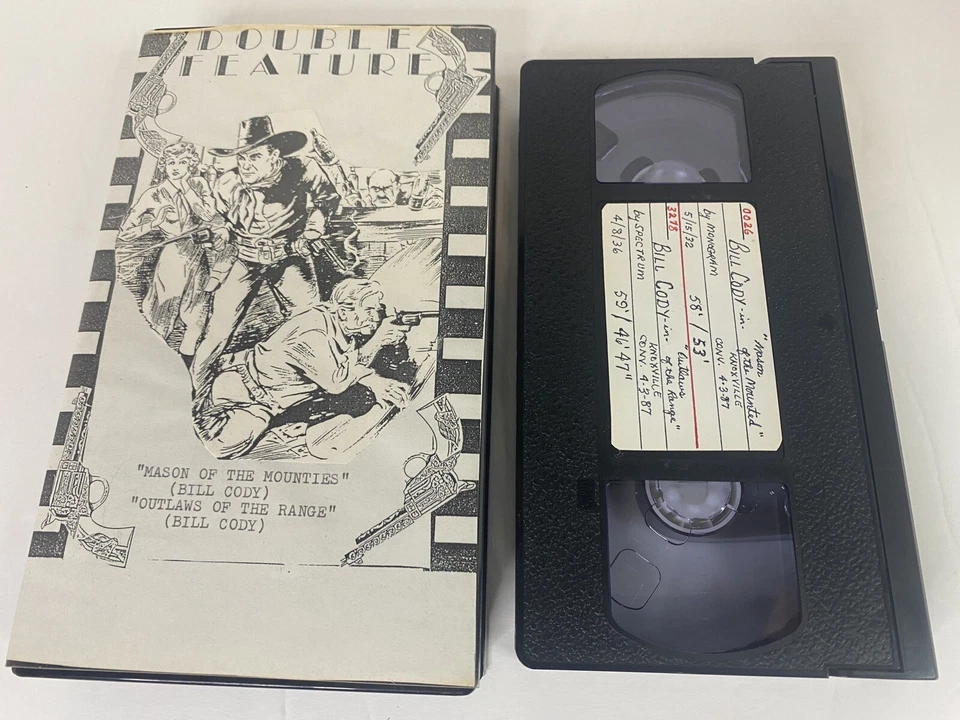 DOUBLE
FEATURE
"MASON OF THE MOUNTIES"
(BILL CODY)
"OUTLAWS OF THE RANGE"
(BILL CODY)
0026
BILL CODY-in- "Mason
of the Mounted"
by MONOGRAM KNOXVILLE
CONV. 4-3-87
5/15/32 58'/53'
3278
BILL CODY-in- "Outlaws
of the Range"
by SPECTRUM KNOXVILLE
CONV. 4-3-87
4/8/36 59'/46'47"